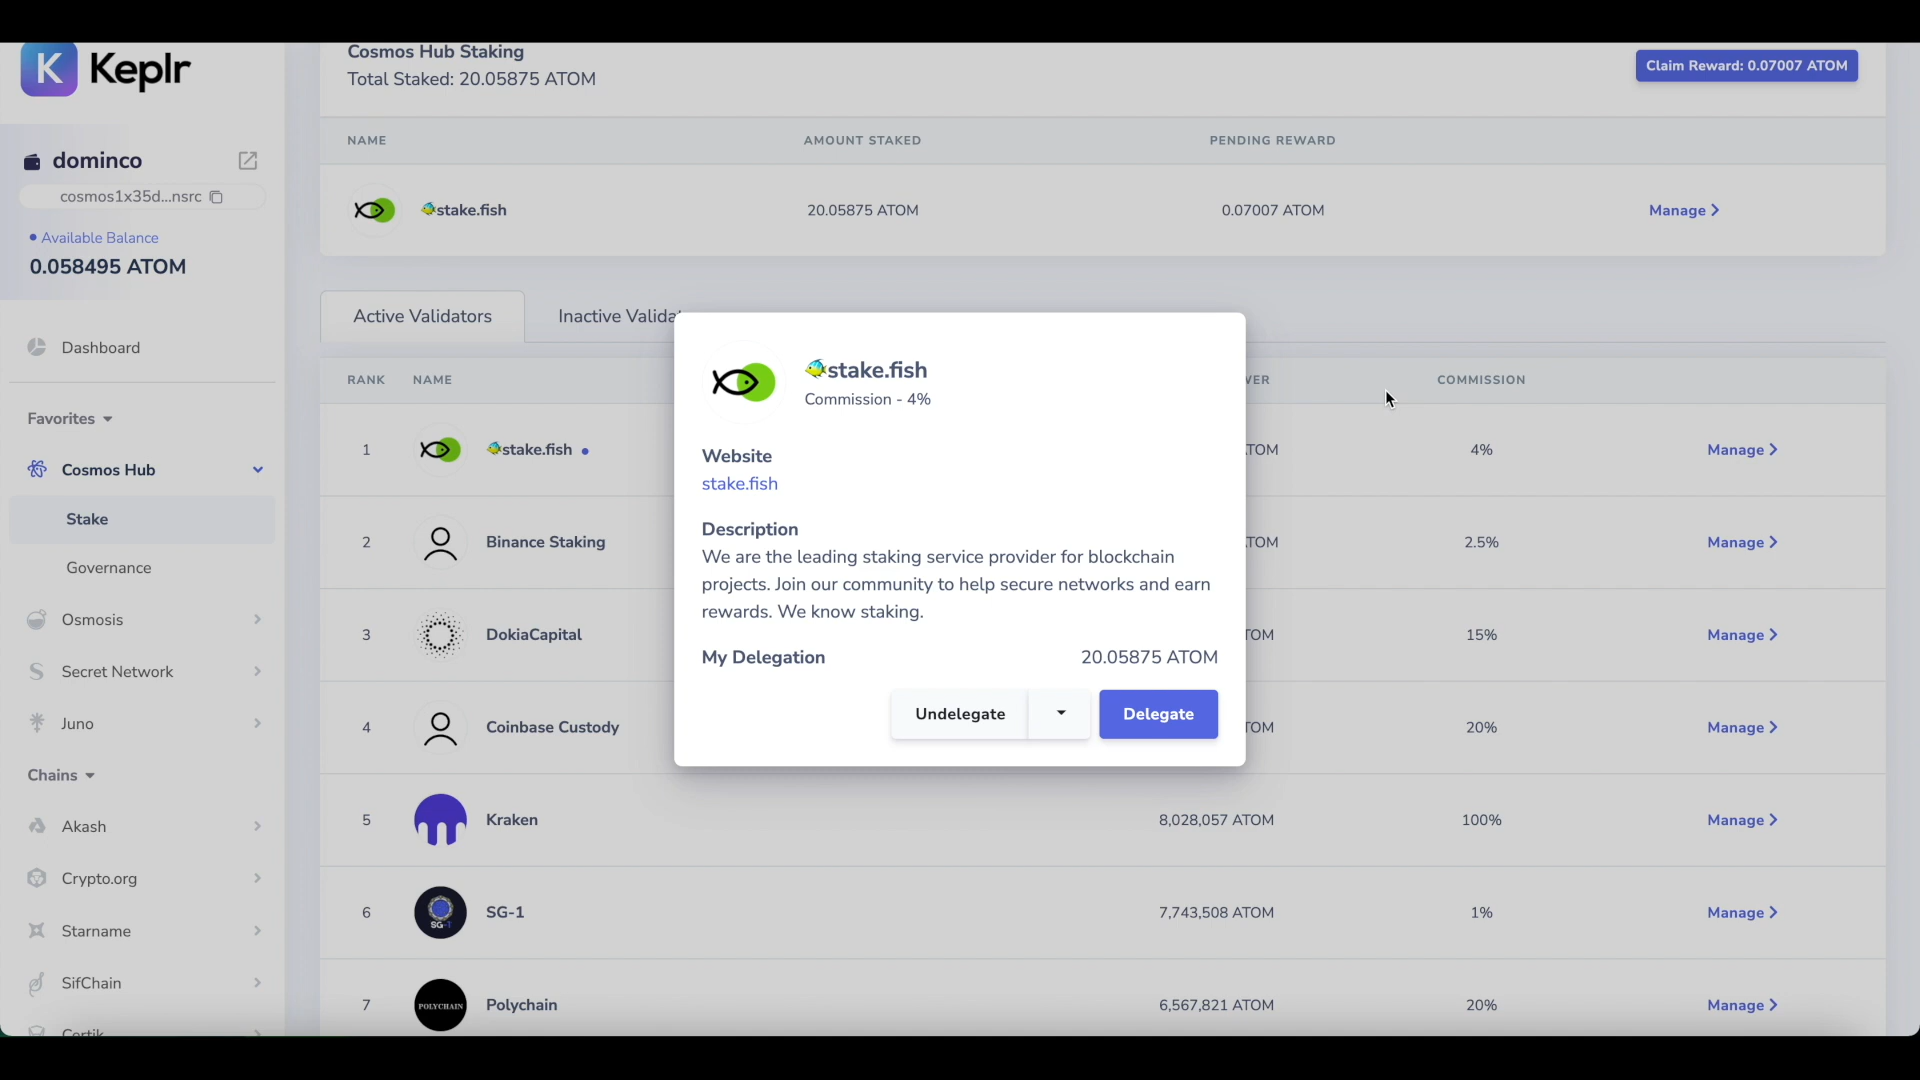 Keplr
dominco
cosmos1x35d...nsrc
Available Balance
0.058495 ATOM
Dashboard
Favorites
Cosmos Hub
Stake
Governance
Osmosis
Secret Network
Juno
Chains
Akash
Crypto.org
Starname
SifChain
Certik
Cosmos Hub Staking
Total Staked: 20.05875 ATOM
Claim Reward: 0.07007 ATOM
NAME AMOUNT STAKED PENDING REWARD
🐠stake.fish 20.05875 ATOM 0.07007 ATOM Manage
Active Validators Inactive Validat
RANK NAME WER COMMISSION
1 🐠stake.fish TOM 4% Manage
2 Binance Staking TOM 2.5% Manage
3 DokiaCapital TOM 15% Manage
4 Coinbase Custody TOM 20% Manage
5 Kraken 8,028,057 ATOM 100% Manage
6 SG-1 SG-1 7,743,508 ATOM 1% Manage
7 POLYCHAIN Polychain 6,567,821 ATOM 20% Manage
🐠stake.fish
Commission - 4%
Website
stake.fish
Description
We are the leading staking service provider for blockchain
projects. Join our community to help secure networks and earn
rewards. We know staking.
My Delegation 20.05875 ATOM
Undelegate Delegate